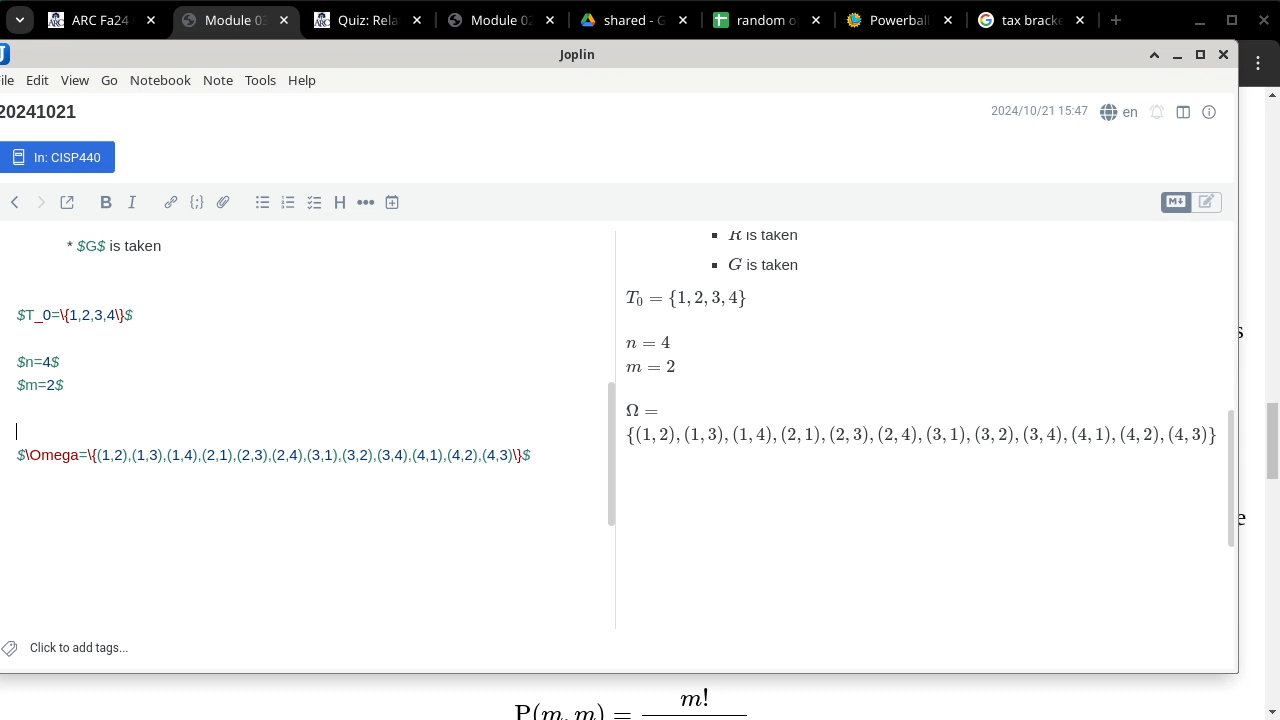 ARC Fa24 Module 03 Quiz: Rela Module 02 shared - G random o Powerball tax bracke
Joplin
File Edit View Go Notebook Note Tools Help
20241021 2024/10/21 15:47 en
In: CISP440
* $G$ is taken
$T_0=\{1,2,3,4\}$
$n=4$
$m=2$
$\Omega=\{(1,2),(1,3),(1,4),(2,1),(2,3),(2,4),(3,1),(3,2),(3,4),(4,1),(4,2),(4,3)\}$
R is taken
G is taken
T₀ = {1, 2, 3, 4}
n = 4
m = 2
Ω =
{(1, 2), (1, 3), (1, 4), (2, 1), (2, 3), (2, 4), (3, 1), (3, 2), (3, 4), (4, 1), (4, 2), (4, 3)}
s
e
Click to add tags...
m!
P(m, m) =